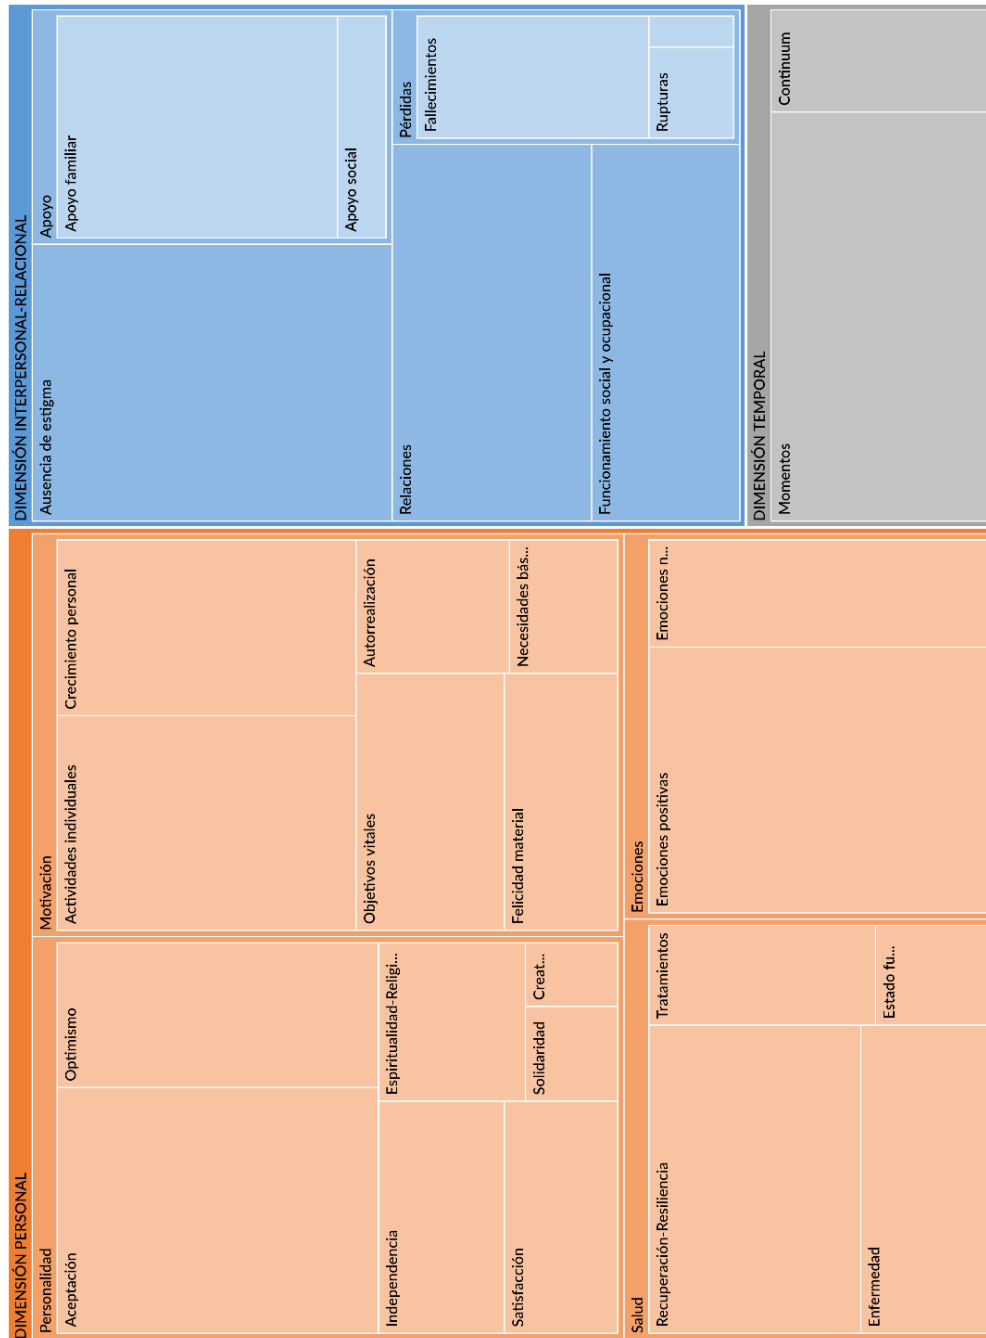 DIMENSIÓN PERSONAL
Personalidad
Aceptación
Optimismo
Independencia
Espiritualidad-Religi...
Satisfacción
Solidaridad
Creat...
Motivación
Actividades individuales
Crecimiento personal
Objetivos vitales
Autorrealización
Felicidad material
Necesidades bás...
Salud
Recuperación-Resiliencia
Tratamientos
Enfermedad
Estado fu...
Emociones
Emociones positivas
Emociones n...
DIMENSIÓN INTERPERSONAL-RELACIONAL
Ausencia de estigma
Apoyo
Apoyo familiar
Apoyo social
Relaciones
Pérdidas
Fallecimientos
Rupturas
Funcionamiento social y ocupacional
DIMENSIÓN TEMPORAL
Momentos
Continuum